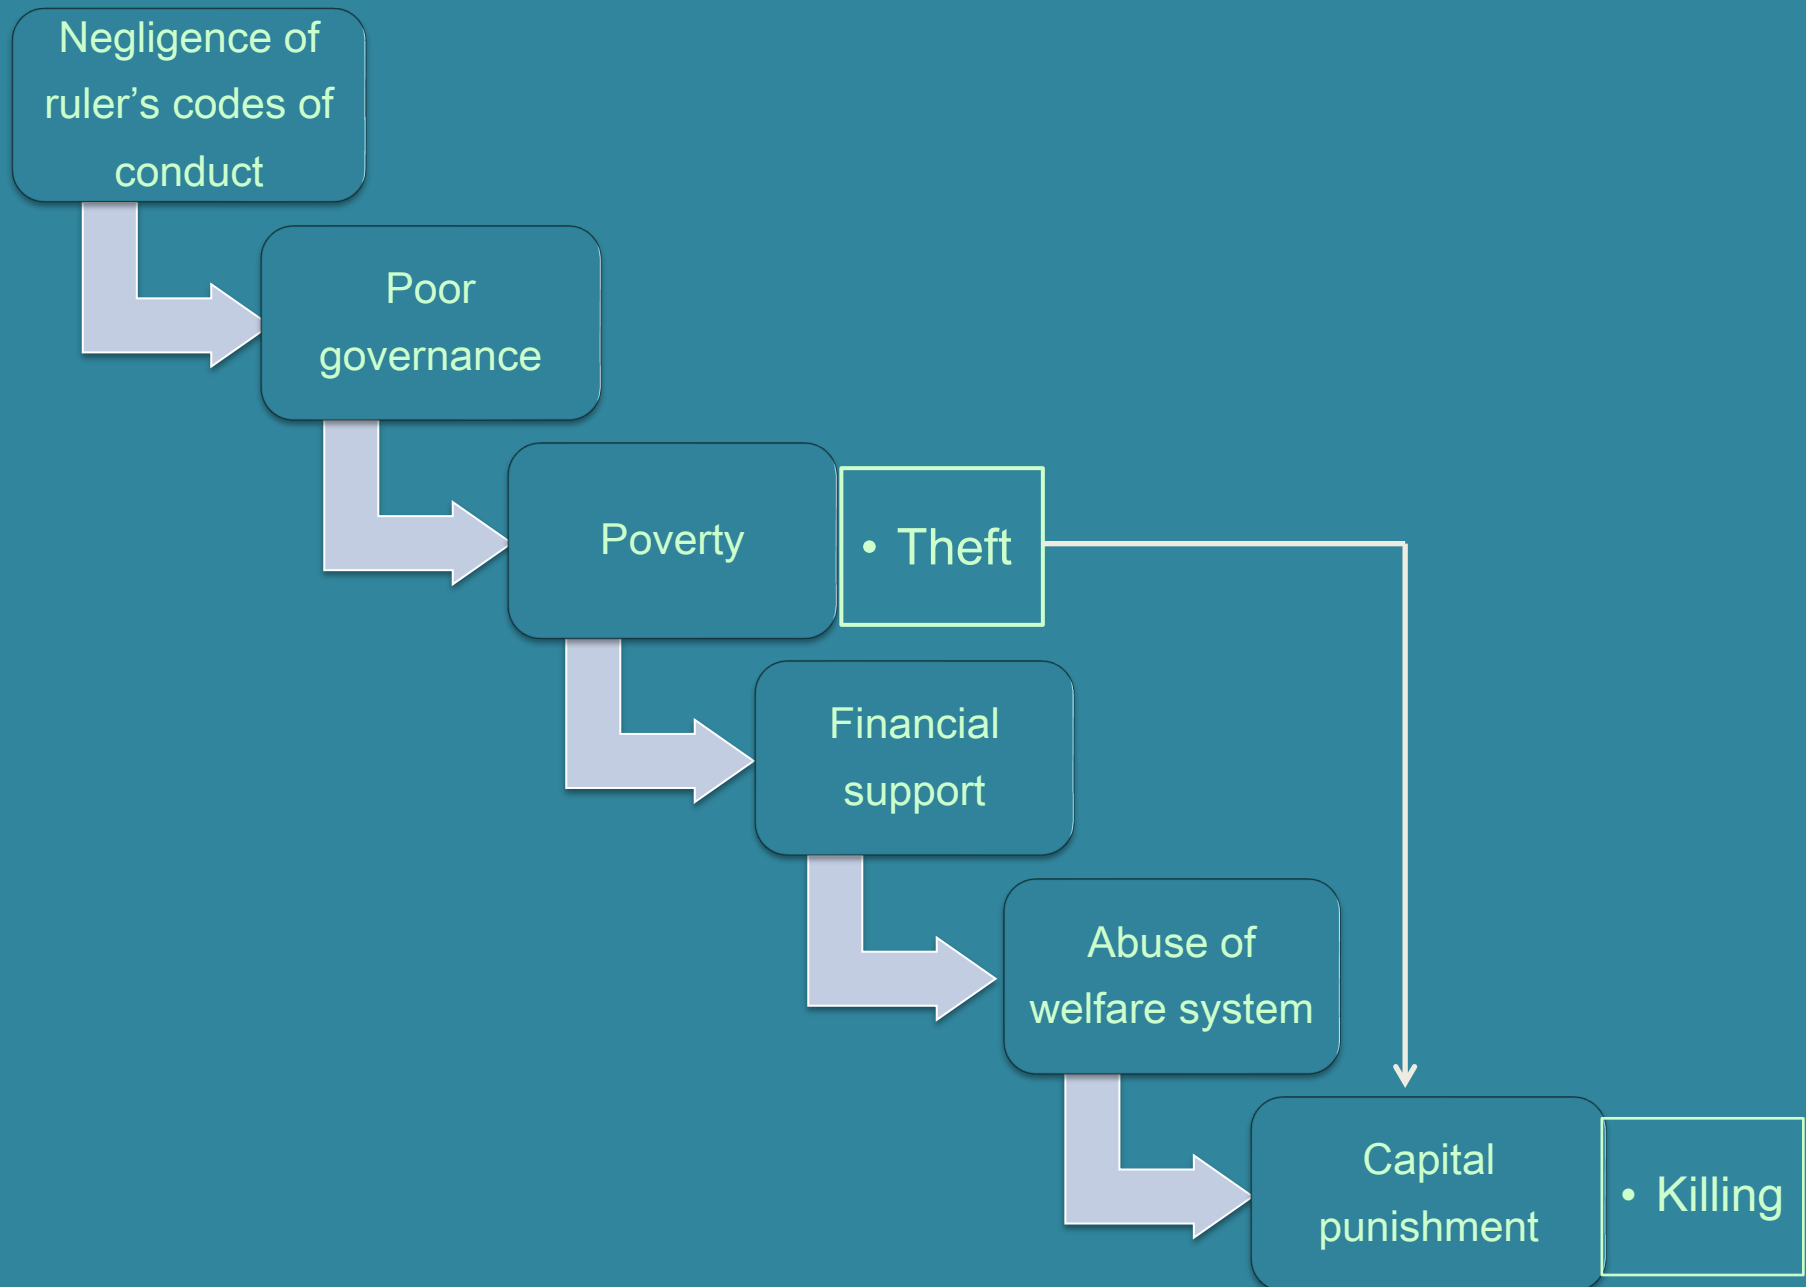 Negligence of
ruler’s codes of
conduct
Poor
governance
Poverty
• Theft
Financial
support
Abuse of
welfare system
Capital
punishment
• Killing